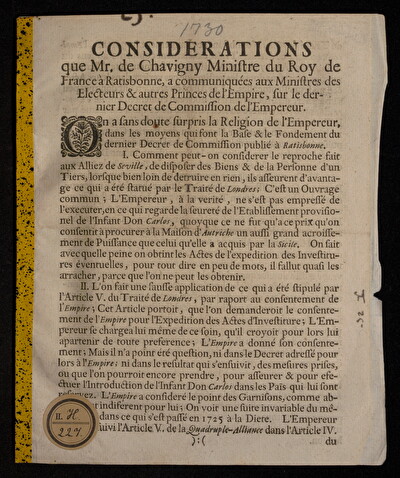 1730
CONSIDERATIONS
que Mr. de Chavigny Ministre du Roy de
France à Ratisbonne, a communiquées aux Ministres des
Electeurs & autres Princes de l'Empire, sur le der-
nier Decret de Commission de l'Empereur.
On a sans doute surpris la Religion de l'Empereur,
dans les moyens qui font la Base & le Fondement du
dernier Decret de Commission publié à Ratisbonne.
I. Comment peut-on considerer le reproche fait
aux Alliez de Seville, de disposer des Biens & de la Personne d'un
Tiers, lorsque bien loin de detruire en rien, ils asseurent d'avanta-
ge ce qui a été statué par le Traité de Londres; C'est un Ouvrage
commun; L'Empereur, à la verité, ne s'est pas empressé de
l'executer, en ce qui regarde la seureté de l'Etablissement provisio-
nel de l'Infant Don Carlos, quoyque ce ne fut qu'à ce prix qu'on
consentit à procurer à la Maison d'Autriche un aussi grand acroisse-
ment de Puissance que celui qu'elle a acquis par la Sicile. On sait
avec quelle peine on obtint les Actes de l'expedition des Investitu-
res éventuelles, pour tour dire en peu de mots, il fallut quasi les
arracher, parce que l'on ne peut les obtenir.
II. L'on fait une fausse application de ce qui a été stipulé par
l'Article V. du Traité de Londres, par raport au consentement de
l'Empire; Cet Article portoit, que l'on demanderoit le consente-
ment de l'Empire pour l'Expedition des Actes d'Investiture; L'Em-
pereur se chargea lui même de ce soin, qu'il croyoit pour lors lui
apartenir de toute preference; L'Empire a donné son consente-
ment; Mais il n'a point été question, ni dans le Decret adressé pour
lors à l'Empire: ni dans le resultat qui s'ensuivit, des mesures prises,
ou que l'on pourroit encore prendre, pour asseurer & pour efe-
ctuer l'Introduction de l'Infant Don Carlos dans les Païs qui lui sont
reservez. L'Empire a consideré le point des Garnisons, comme ab-
t indiferent pour lui: On voit une suite invariable du mê-
dans ce qui s'est passé en 1725 à la Diete. L'Empereur
suivi l'Article V. de la Quadruple-Alliance dans l'Article IV.
):( du
II. H.
227.